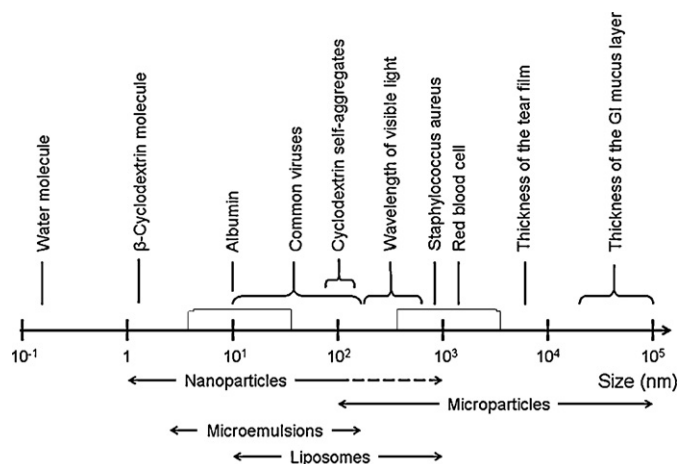 Water molecule
β-Cyclodextrin molecule
Albumin
Common viruses
Cyclodextrin self-aggregates
Wavelength of visible light
Staphylococcus aureus
Red blood cell
Thickness of the tear film
Thickness of the GI mucus layer
10⁻¹ 1 10¹ 10² 10³ 10⁴ 10⁵
Nanoparticles Size (nm)
Microparticles
Microemulsions
Liposomes